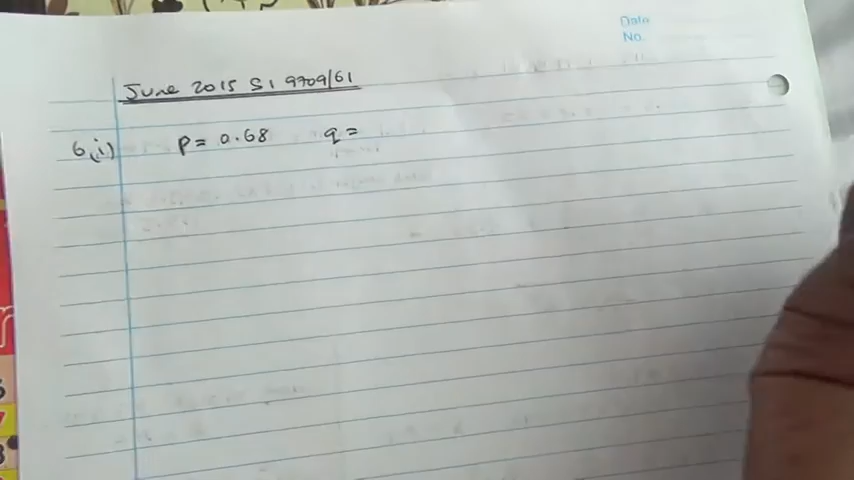 Date
No.
June 2015 S1 9709/61
6(i) p = 0.68 q =